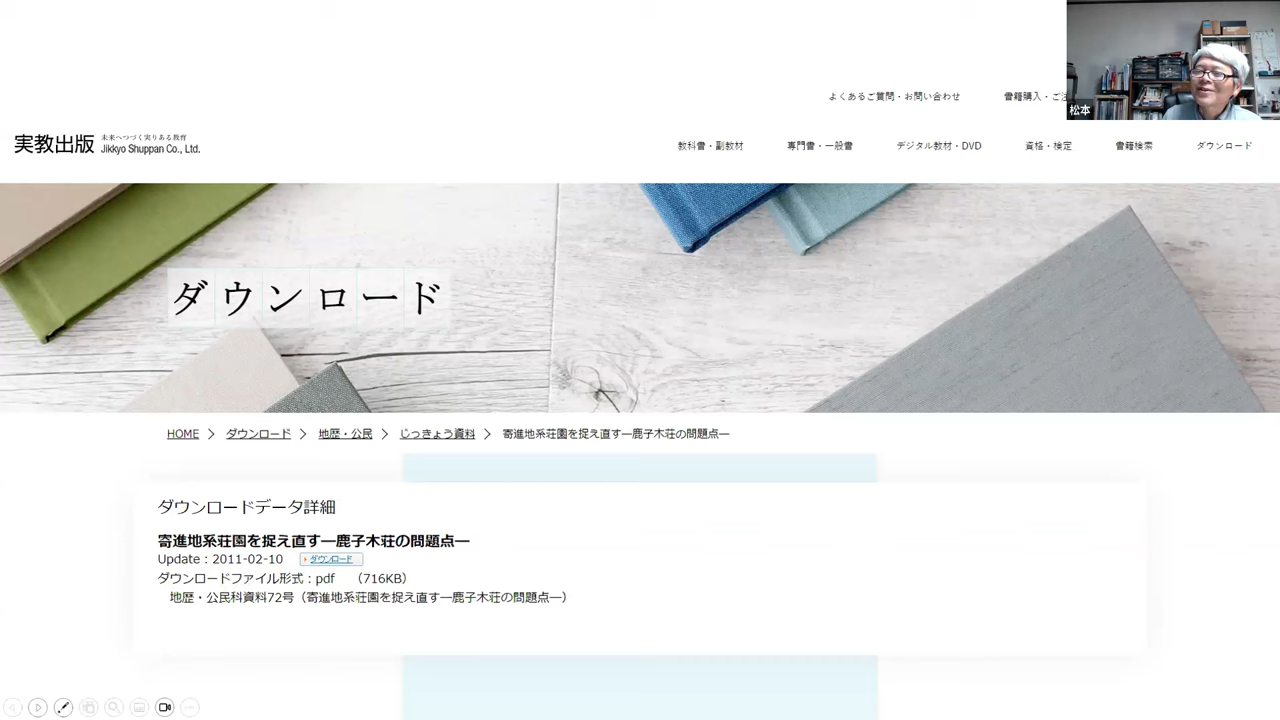 よくあるご質問・お問い合わせ
書籍購入・ご注
松本
実教出版
未来へつづく実りある教育
Jikkyo Shuppan Co., Ltd.
教科書・副教材
専門書・一般書
デジタル教材・DVD
資格・検定
書籍検索
ダウンロード
ダウンロード
HOME > ダウンロード > 地歴・公民 > じっきょう資料 > 寄進地系荘園を捉え直す―鹿子木荘の問題点―
ダウンロードデータ詳細
寄進地系荘園を捉え直す―鹿子木荘の問題点―
Update：2011-02-10 ダウンロード
ダウンロードファイル形式：pdf （716KB）
地歴・公民科資料72号（寄進地系荘園を捉え直す―鹿子木荘の問題点―）